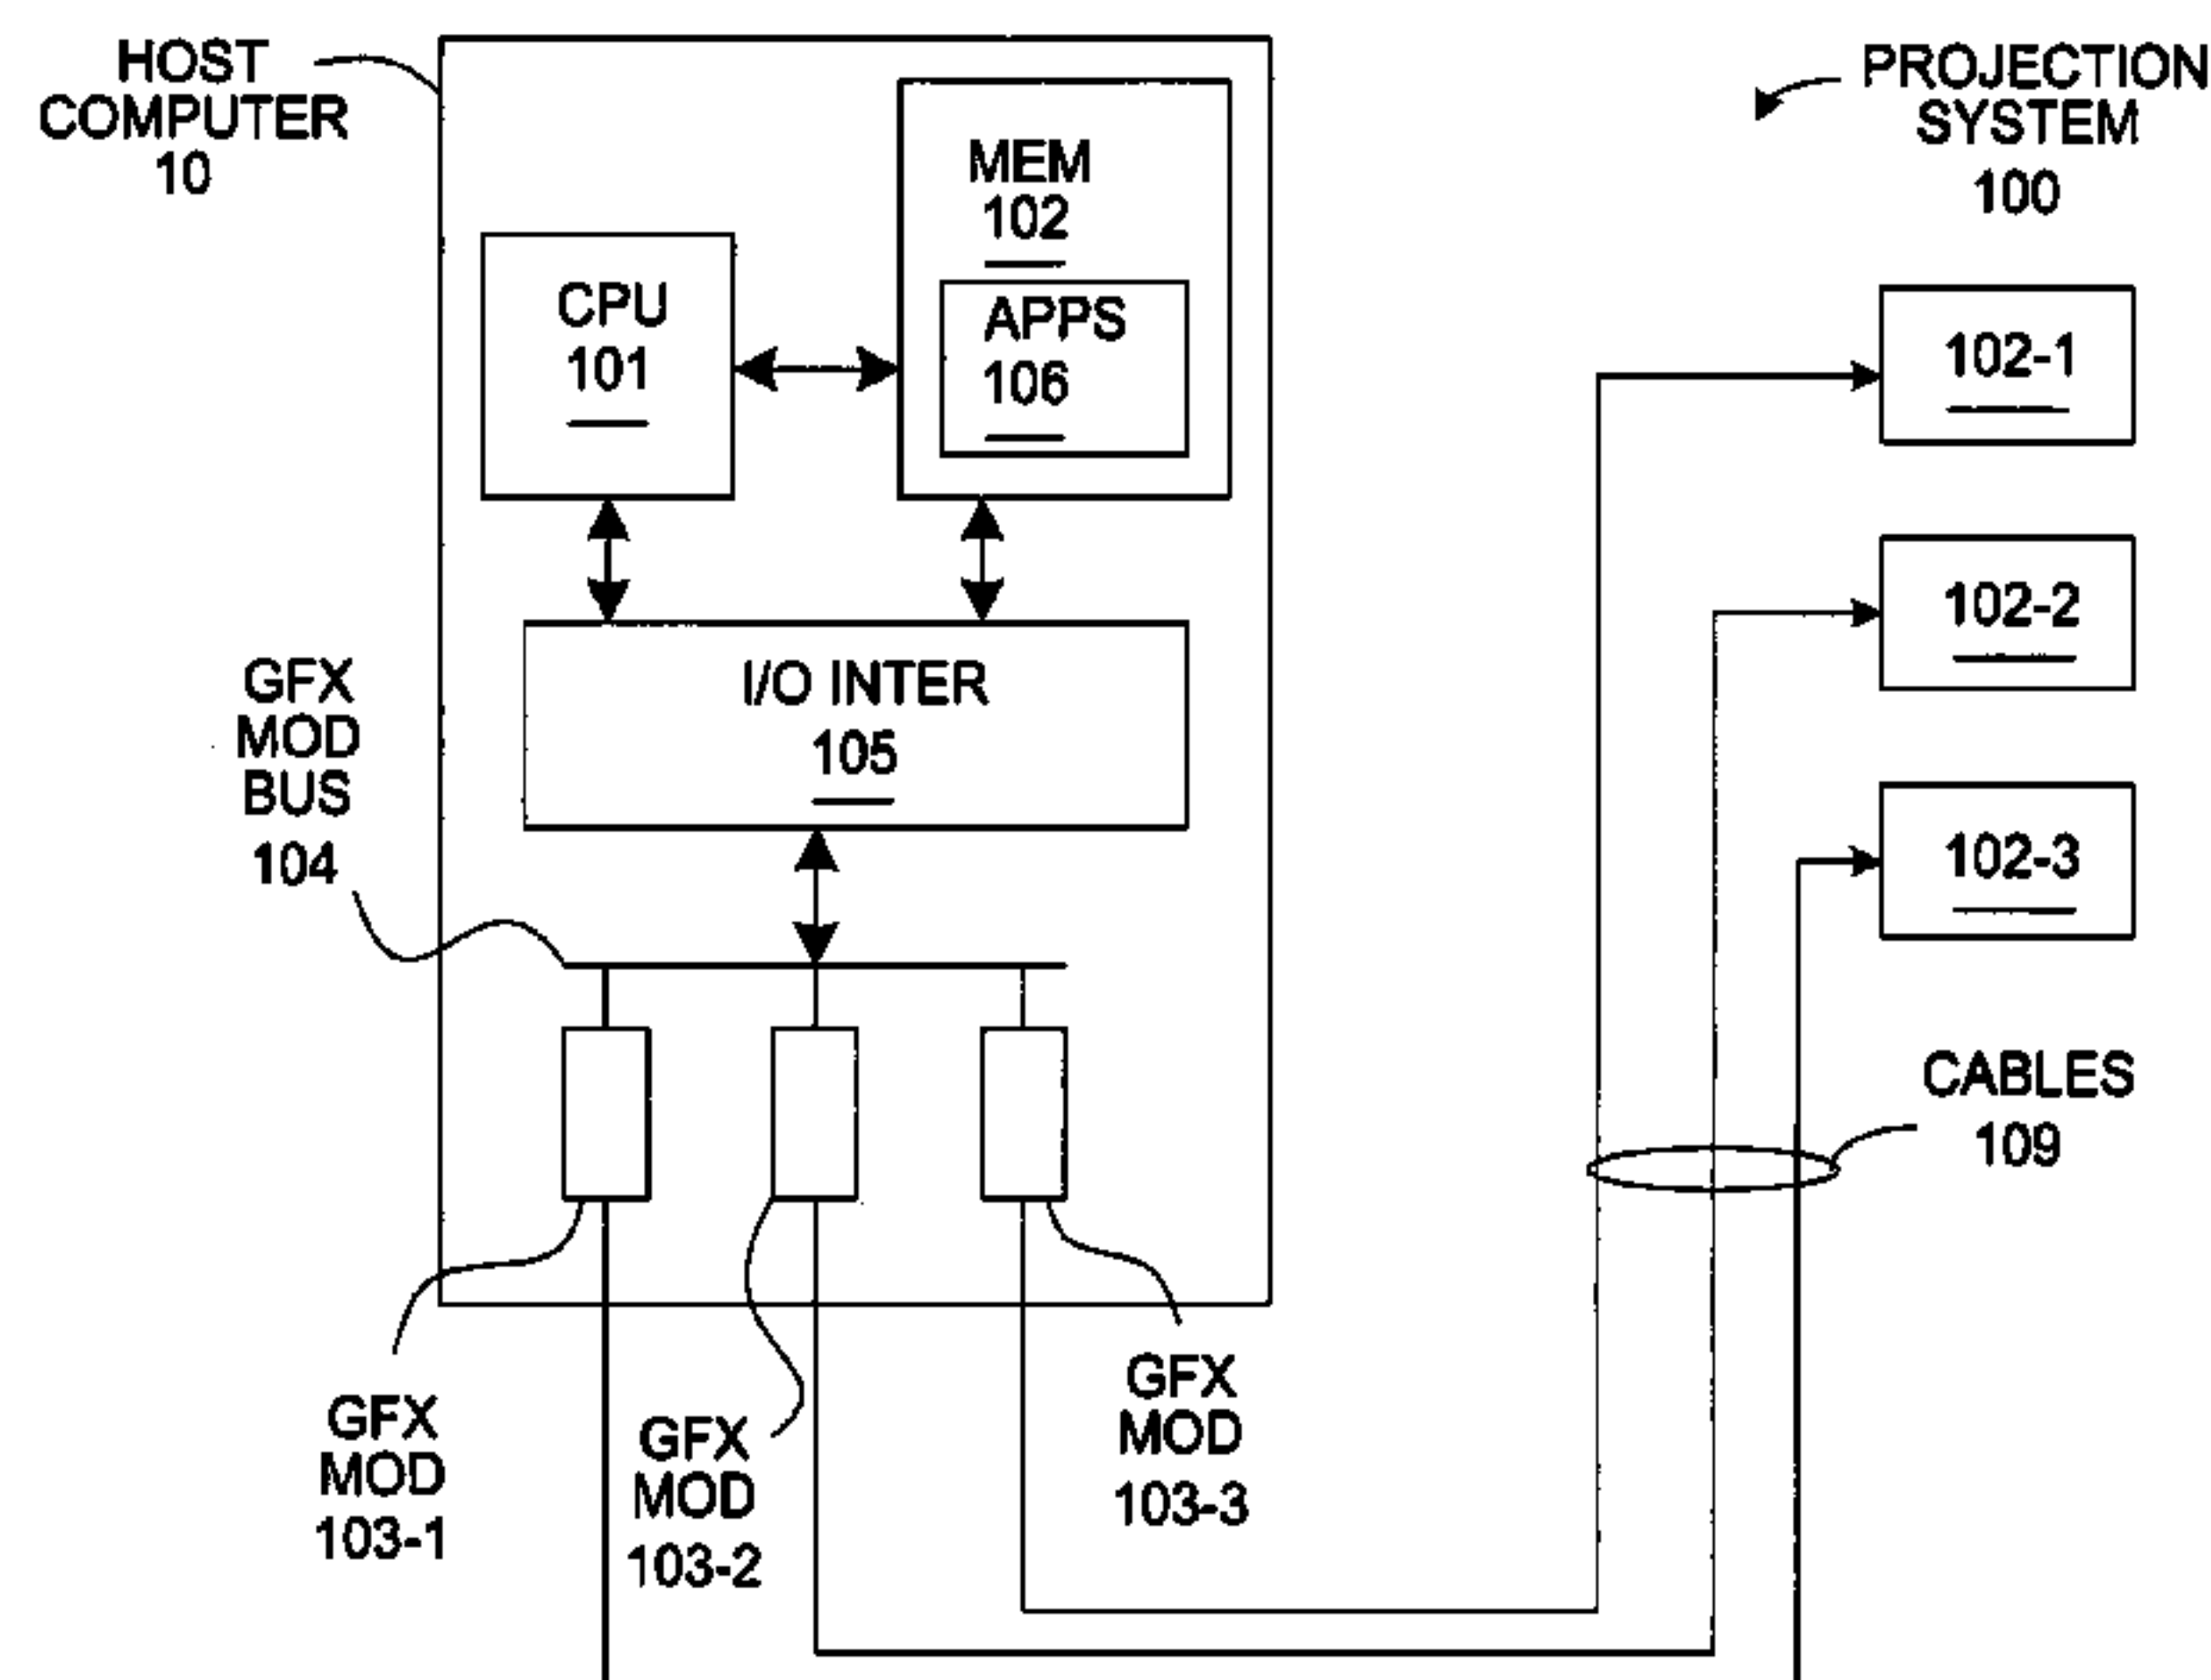 HOST
COMPUTER
10
PROJECTION
SYSTEM
100
MEM
102
CPU
101
APPS
106
102-1
102-2
102-3
I/O INTER
105
GFX
MOD
BUS
104
CABLES
109
GFX
MOD
103-1
GFX
MOD
103-2
GFX
MOD
103-3